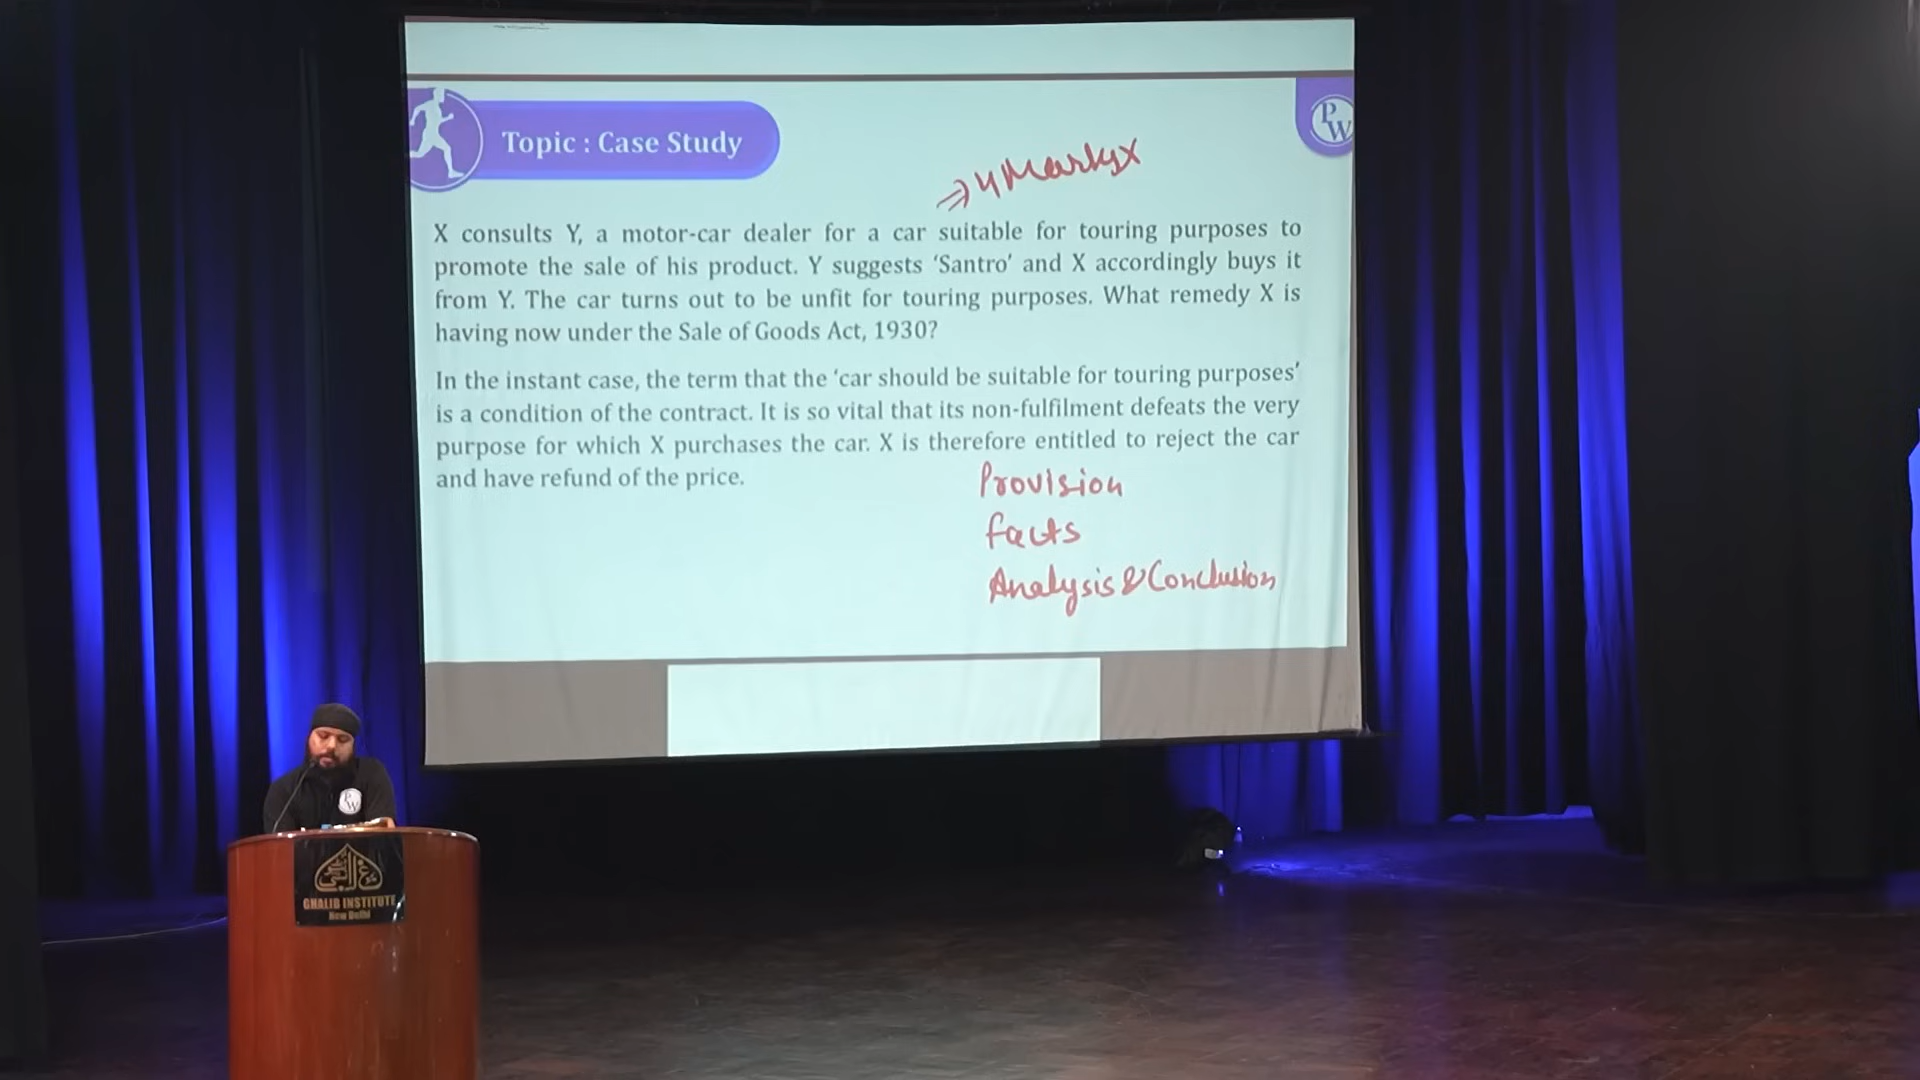 Topic : Case Study
PW
⇒ 4 Marks x
X consults Y, a motor-car dealer for a car suitable for touring purposes to
promote the sale of his product. Y suggests ‘Santro’ and X accordingly buys it
from Y. The car turns out to be unfit for touring purposes. What remedy X is
having now under the Sale of Goods Act, 1930?
In the instant case, the term that the ‘car should be suitable for touring purposes’
is a condition of the contract. It is so vital that its non-fulfilment defeats the very
purpose for which X purchases the car. X is therefore entitled to reject the car
and have refund of the price.
Provision
Facts
Analysis & Conclusion
PW
GHALIB INSTITUTE
New Delhi